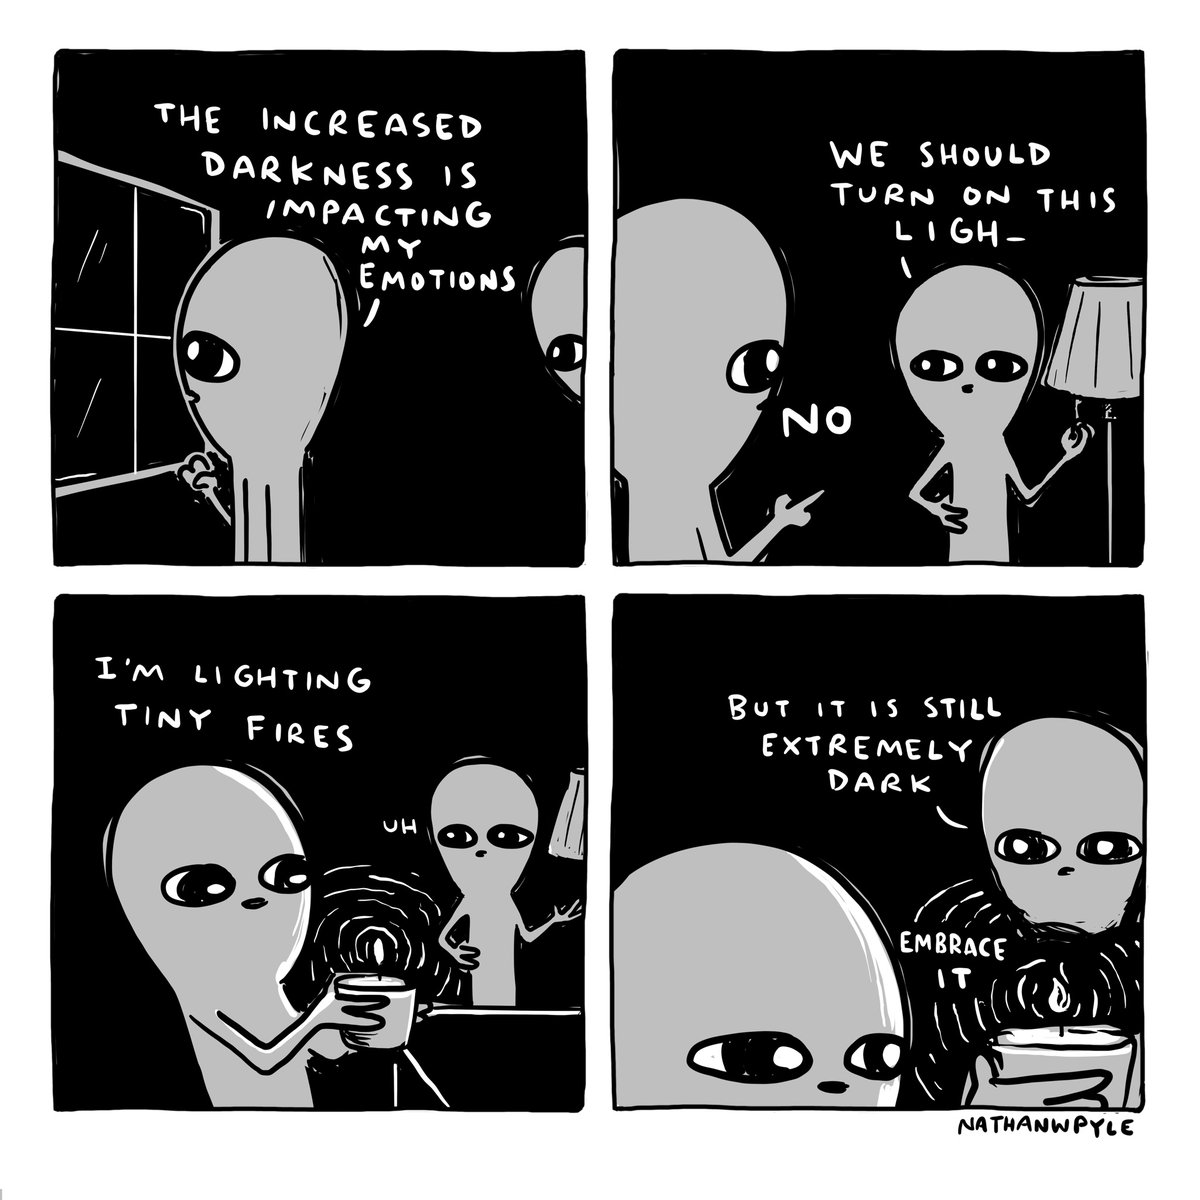 THE INCREASED
DARKNESS IS
IMPACTING
MY
EMOTIONS
WE SHOULD
TURN ON THIS
LIGH-
NO
I'M LIGHTING
TINY FIRES
UH
BUT IT IS STILL
EXTREMELY
DARK
EMBRACE
IT
NATHANWPYLE